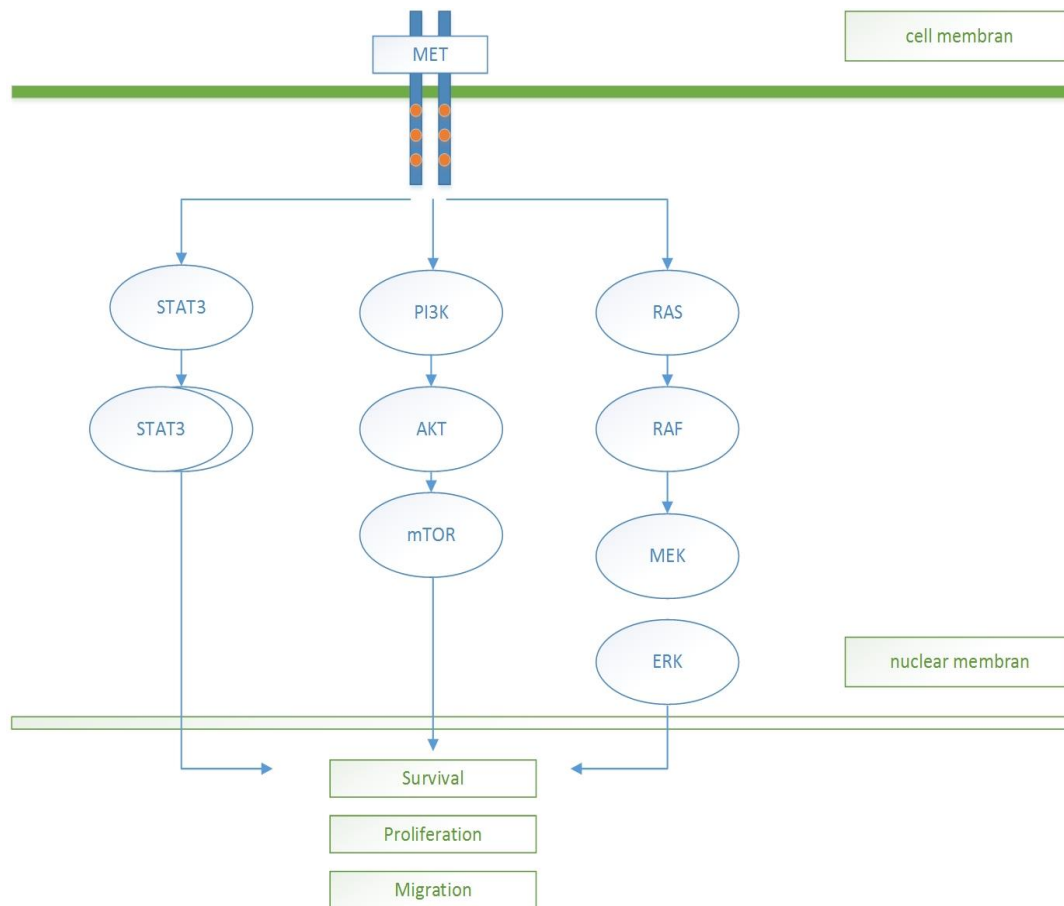 MET
cell membran
STAT3
PI3K
RAS
STAT3
AKT
RAF
mTOR
MEK
ERK
nuclear membran
Survival
Proliferation
Migration